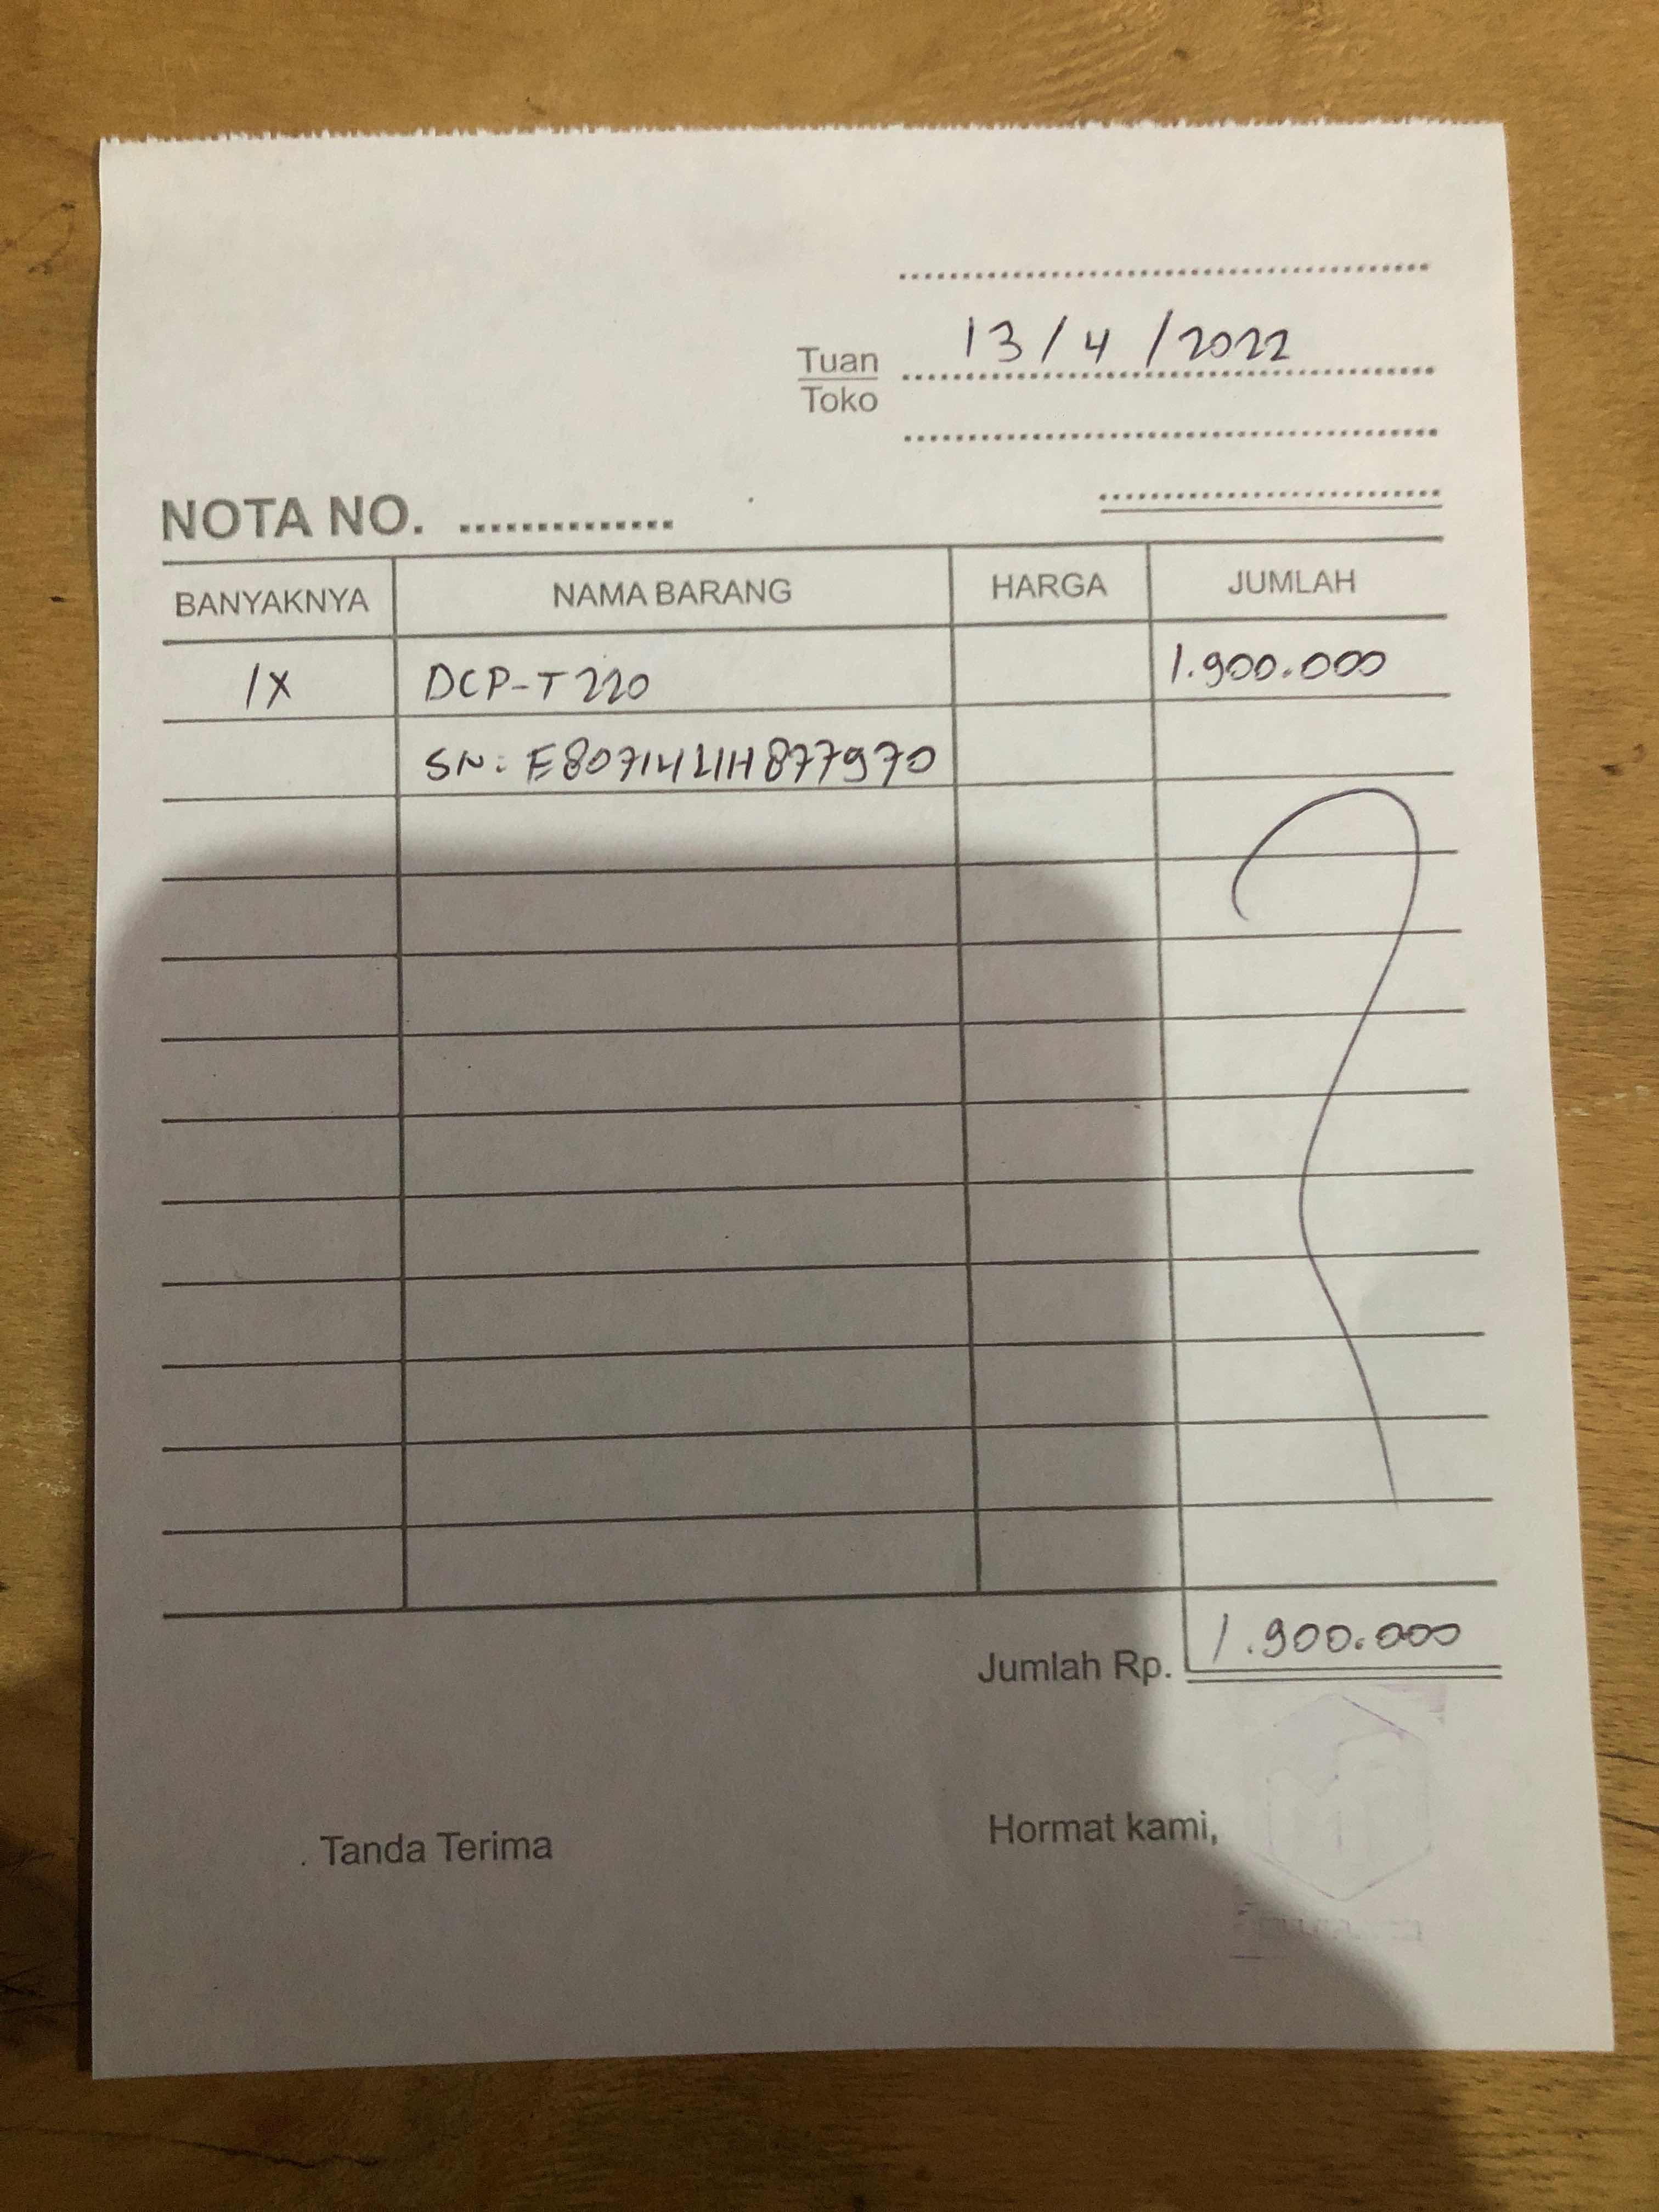 13/4/2022
Tuan
Toko
NOTA NO. ..............
BANYAKNYA NAMA BARANG HARGA JUMLAH
1X DCP-T220 1.900.000
SN: E80714L1H877970
Jumlah Rp. 1.900.000
Tanda Terima Hormat kami,